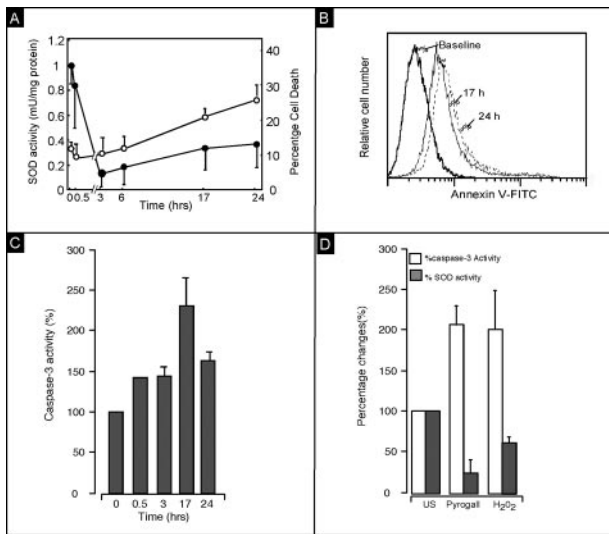 A
SOD activity (mU/mg protein)
1.2
1
0.8
0.6
0.4
0.2
0
40
30
20
10
0
Percentge Cell Death
0 0.5 3 6 17 24
Time (hrs)
B
Relative cell number
Baseline
17 h
24 h
Annexin V-FITC
C
Caspase-3 activity (%)
300
250
200
150
100
50
0
0 0.5 3 17 24
Time (hrs)
D
%caspase-3 Activity
% SOD activity
Percentage changes(%)
300
250
200
150
100
50
0
US Pyrogall H₂O₂